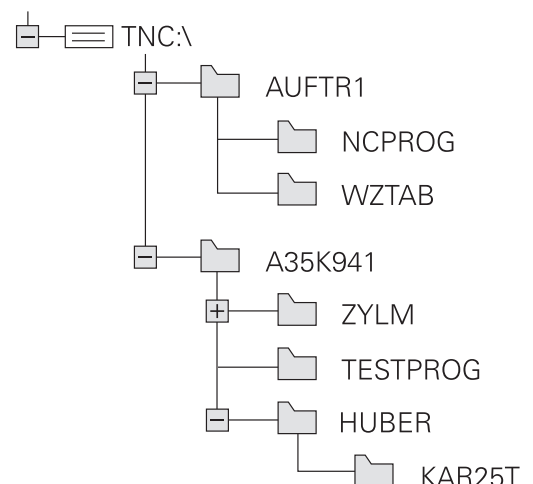 TNC:\
AUFTR1
NCPROG
WZTAB
A35K941
ZYLM
TESTPROG
HUBER
KAR25T